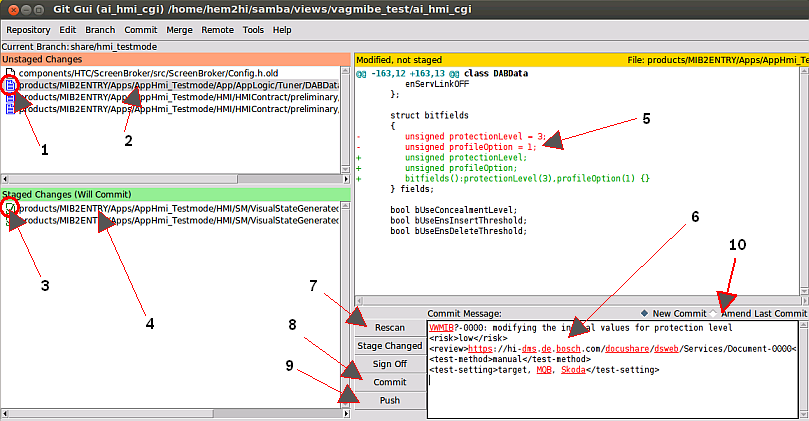 Git Gui (ai_hmi_cgi) /home/hem2hi/samba/views/vagmibe_test/ai_hmi_cgi
Repository Edit Branch Commit Merge Remote Tools Help
Current Branch: share/hmi_testmode
Unstaged Changes
components/HTC/ScreenBroker/src/ScreenBroker/Config.h.old
products/MIB2ENTRY/Apps/AppHmi_Testmode/App/AppLogic/Tuner/DABData
products/MIB2ENTRY/Apps/AppHmi_Testmode/HMI/HMIContract/preliminary,
products/MIB2ENTRY/Apps/AppHmi_Testmode/HMI/HMIContract/preliminary,
1
2
Staged Changes (Will Commit)
products/MIB2ENTRY/Apps/AppHmi_Testmode/HMI/SM/VisualStateGenerated
products/MIB2ENTRY/Apps/AppHmi_Testmode/HMI/SM/VisualStateGenerated
3
4
Modified, not staged File: products/MIB2ENTRY/Apps/AppHmi_
@@ -163,12 +163,13 @@ class DABData
enServLinkOFF
};
struct bitfields
{
- unsigned protectionLevel = 3;
- unsigned profileOption = 1;
+ unsigned protectionLevel;
+ unsigned profileOption;
+ bitfields():protectionLevel(3),profileOption(1) {}
} fields;
bool bUseConcealmentLevel;
bool bUseEnsInsertThreshold;
bool bUseEnsDeleteThreshold;
5
6
10
7
8
9
Rescan
Stage Changed
Sign Off
Commit
Push
Commit Message: New Commit Amend Last Commit
VWMIB?-0000: modifying the values for protection level
<risk>low</risk>
<review>https://hi-dms.de.bosch.com/docushare/dsweb/Services/Document-0000<
<test-method>manual</test-method>
<test-setting>target, MQB, Skoda</test-setting>